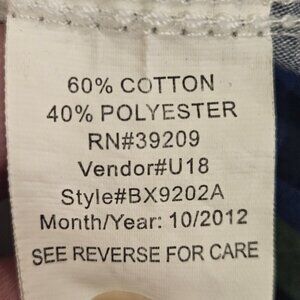 60% COTTON
40% POLYESTER
RN#39209
Vendor#U18
Style#BX9202A
Month/Year: 10/2012
SEE REVERSE FOR CARE